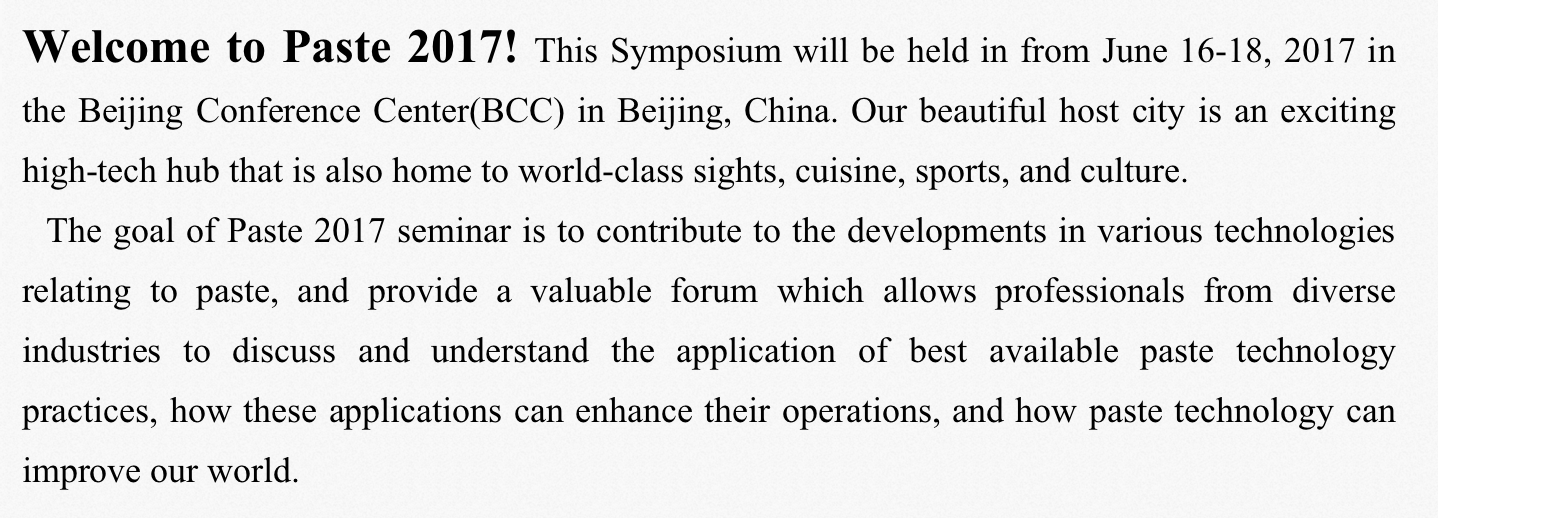 Welcome to Paste 2017! This Symposium will be held in from June 16-18, 2017 in
the Beijing Conference Center(BCC) in Beijing, China. Our beautiful host city is an exciting
high-tech hub that is also home to world-class sights, cuisine, sports, and culture.
The goal of Paste 2017 seminar is to contribute to the developments in various technologies
relating to paste, and provide a valuable forum which allows professionals from diverse
industries to discuss and understand the application of best available paste technology
practices, how these applications can enhance their operations, and how paste technology can
improve our world.